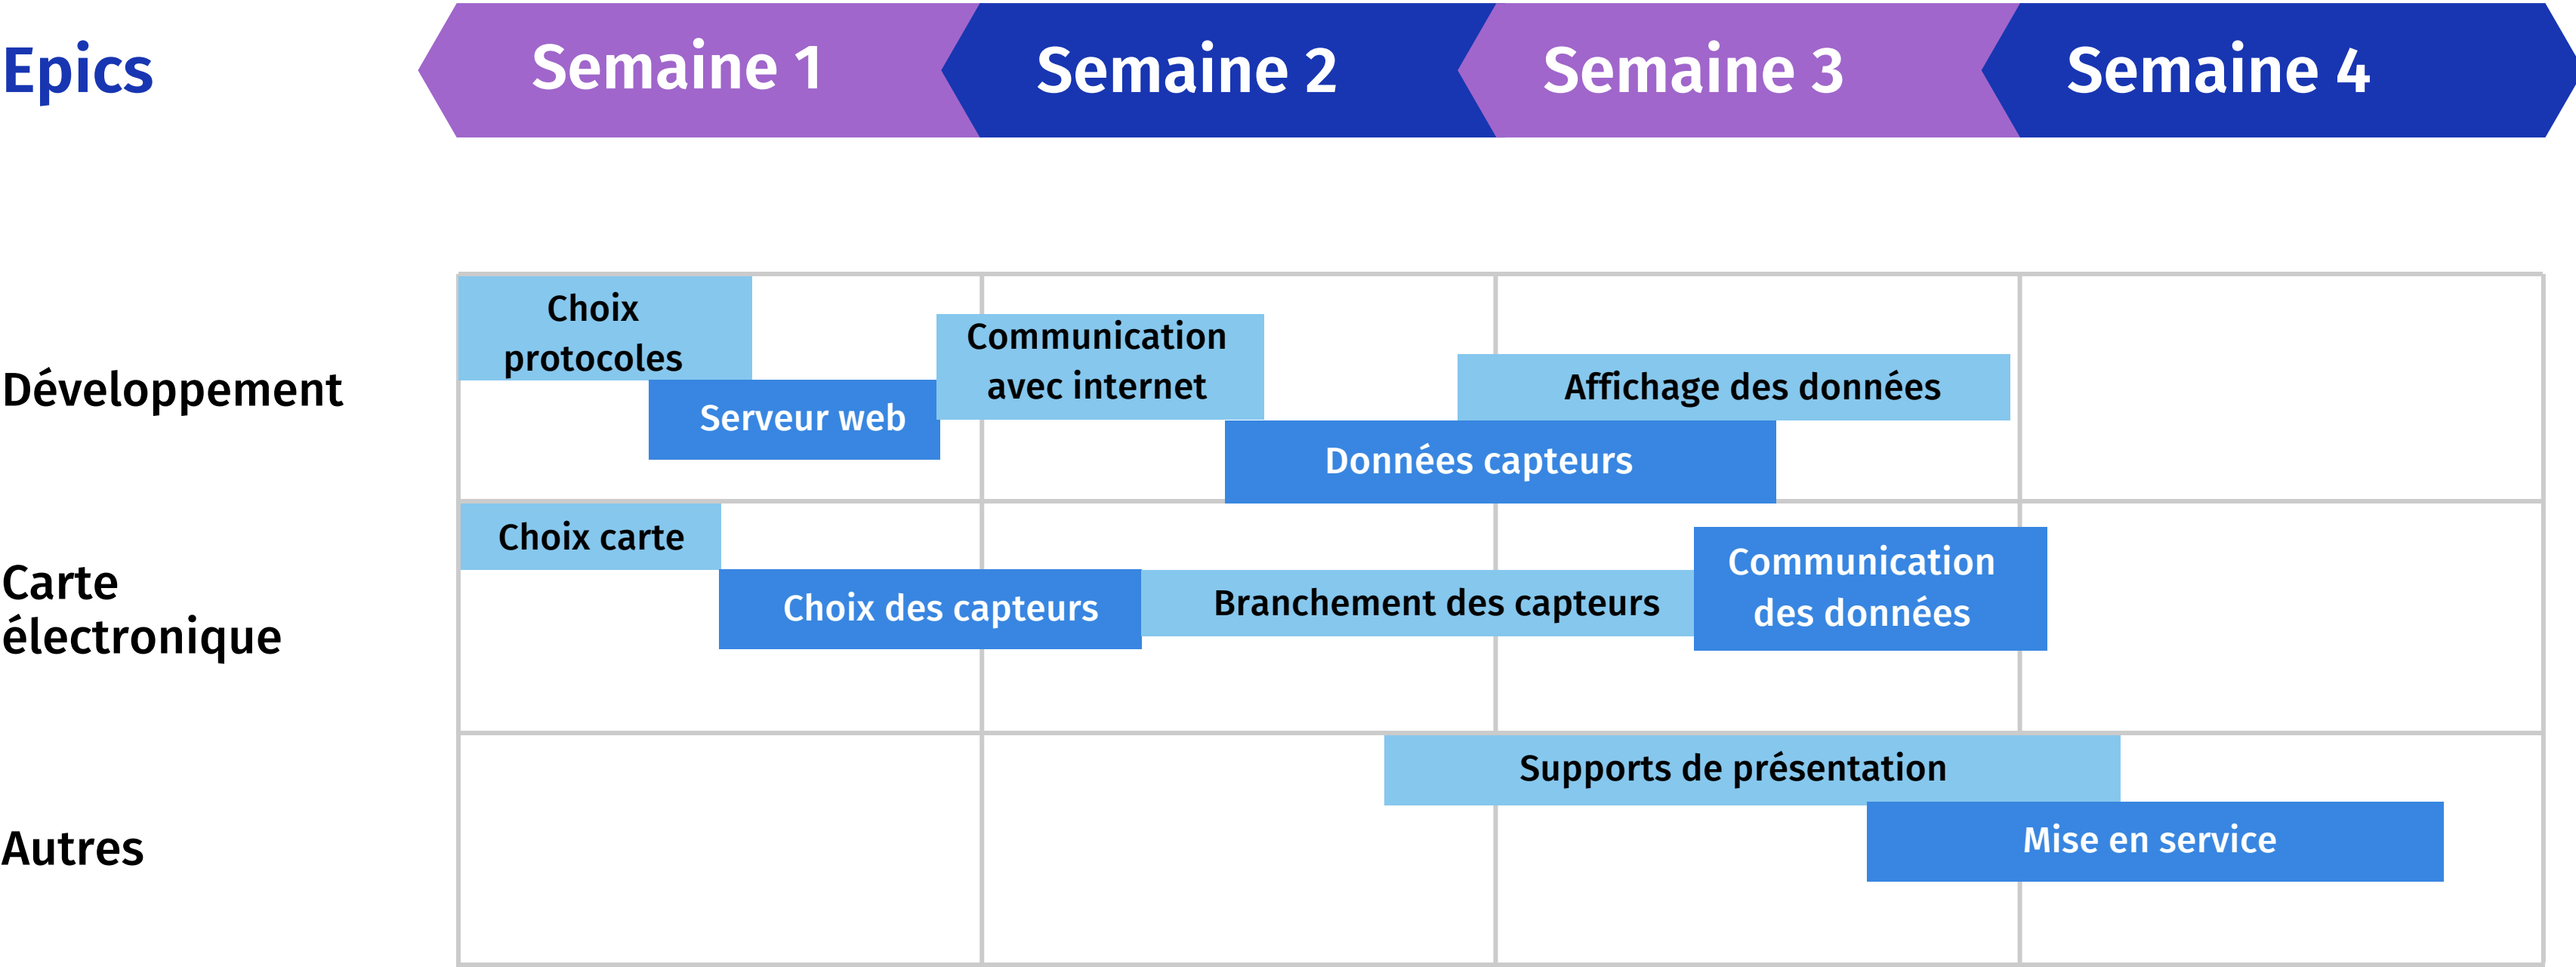 Epics
Semaine 1
Semaine 2
Semaine 3
Semaine 4
Développement
Choix
protocoles
Serveur web
Communication
avec internet
Données capteurs
Affichage des données
Carte
électronique
Choix carte
Choix des capteurs
Branchement des capteurs
Communication
des données
Autres
Supports de présentation
Mise en service